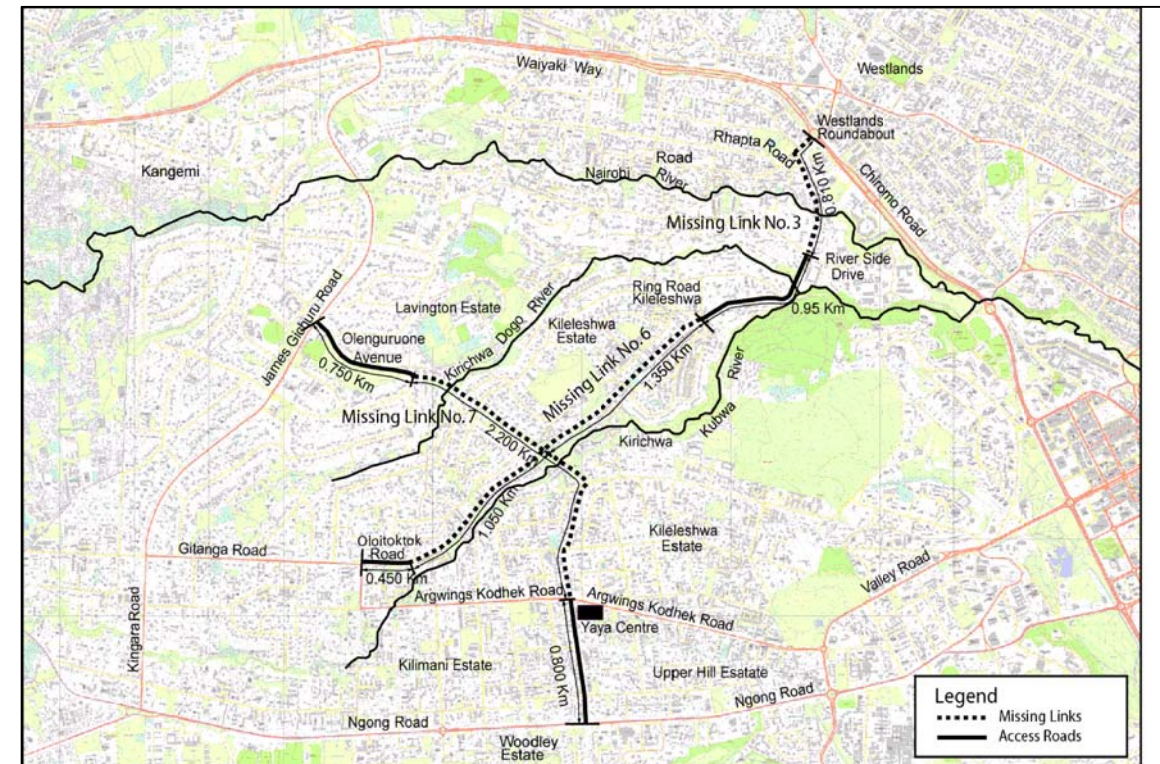 Waiyaki Way
Westlands
Westlands
Roundabout
Rhapta Road
Kangemi
Road
Nairobi
River
Chiromo Road
0.810 Km
Missing Link No. 3
River Side
Drive
Ring Road
Kileleshwa
0.95 Km
James Gichuru Road
Lavington Estate
Kirichwa Dogo River
Kileleshwa
Estate
Olenguruone
Avenue
0.750 Km
Missing Link No. 6
1.350 Km
Missing Link No. 7
2.200 Km
Kirichwa
Kubwa
River
1.050 Km
Gitanga Road
Oloitoktok
Road
0.450 Km
Kileleshwa
Estate
Valley Road
Argwings Kodhek Road
Argwings Kodhek Road
Yaya Centre
Kingara Road
Kilimani Estate
0.800 Km
Upper Hill Esatate
Ngong Road
Ngong Road
Woodley
Estate
Legend
Missing Links
Access Roads